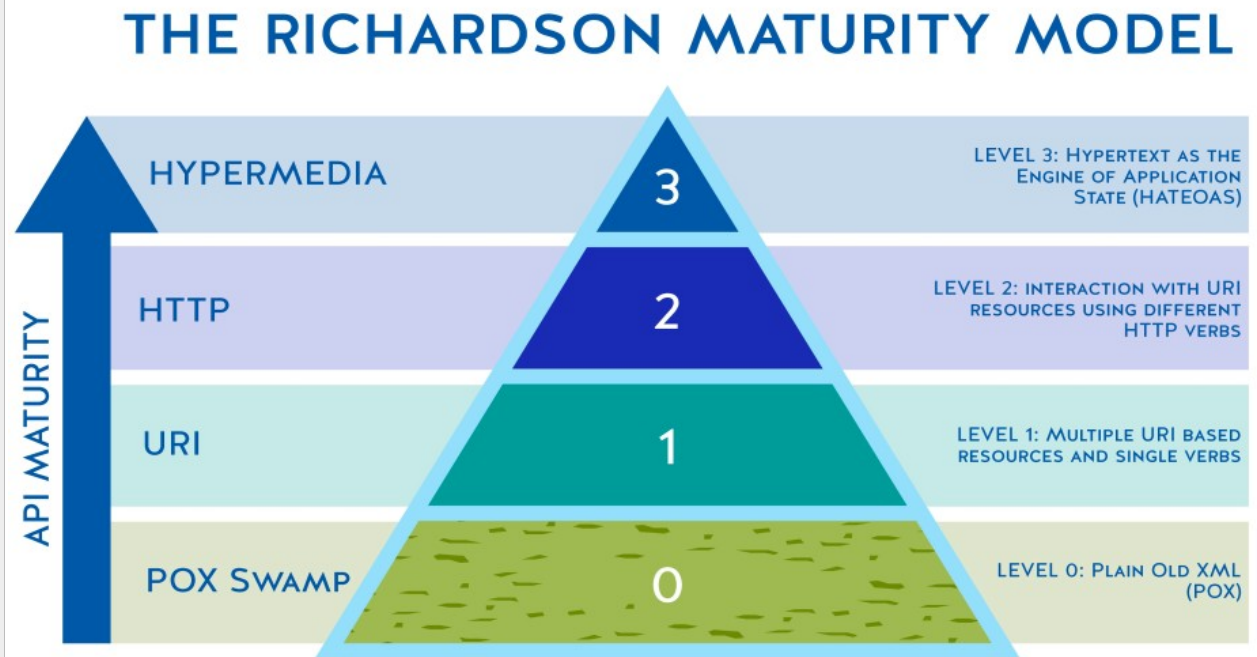 THE RICHARDSON MATURITY MODEL
API MATURITY
HYPERMEDIA
3
LEVEL 3: HYPERTEXT AS THE
ENGINE OF APPLICATION
STATE (HATEOAS)
HTTP
2
LEVEL 2: INTERACTION WITH URI
RESOURCES USING DIFFERENT
HTTP VERBS
URI
1
LEVEL 1: MULTIPLE URI BASED
RESOURCES AND SINGLE VERBS
POX SWAMP
0
LEVEL 0: PLAIN OLD XML
(POX)